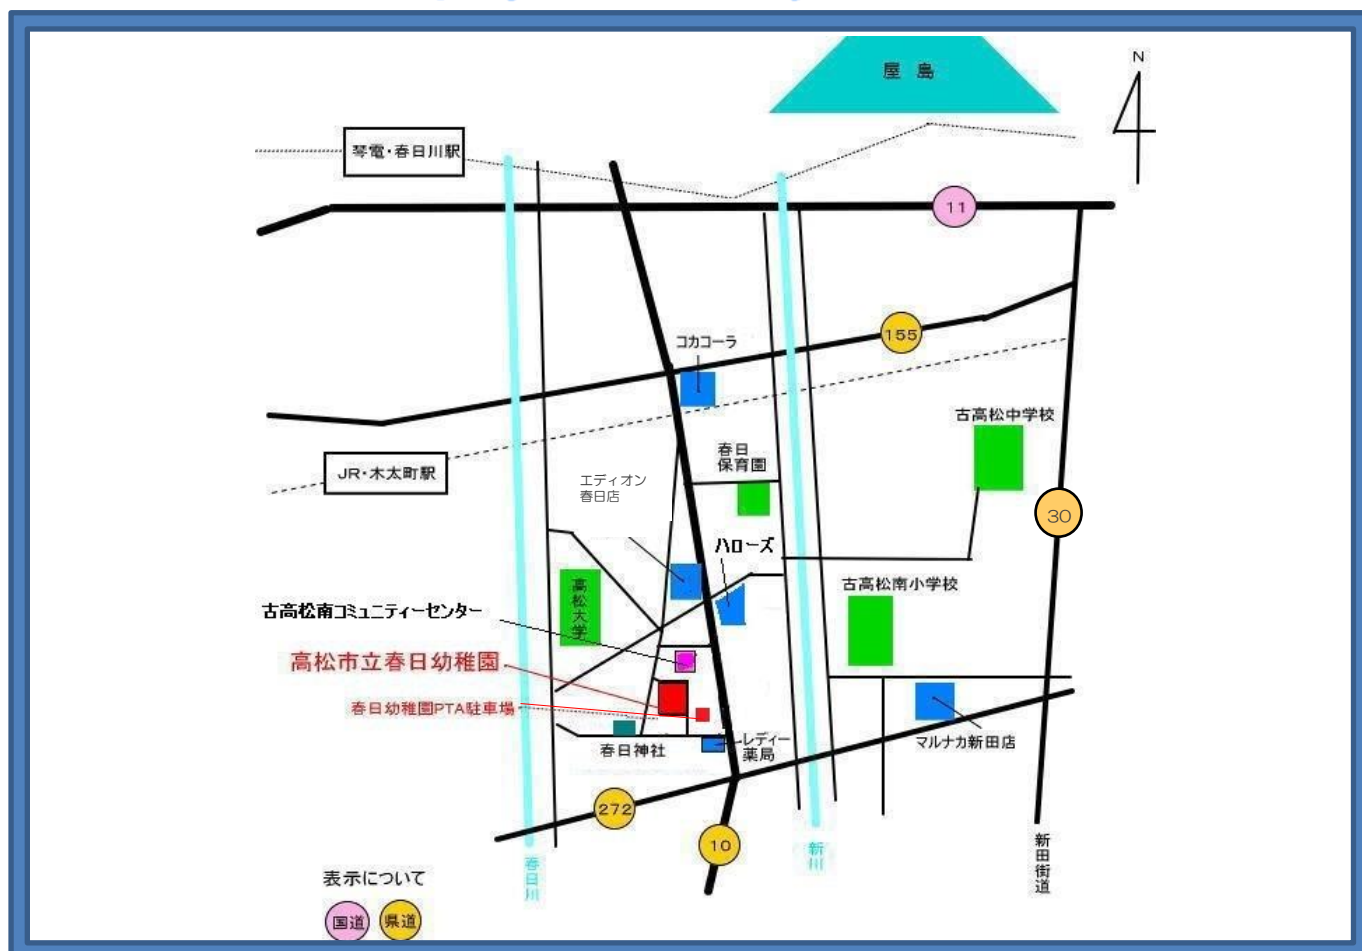 屋 島
N
琴電・春日川駅
11
155
コカコーラ
古高松中学校
春日
保育園
JR・木太町駅
エディオン
春日店
30
ハローズ
古高松南小学校
高松大学
古高松南コミュニティーセンター
高松市立春日幼稚園
春日幼稚園PTA駐車場
春日神社
レディー
薬局
マルナカ新田店
272
10
新川
新田街道
春日川
表示について
国道 県道